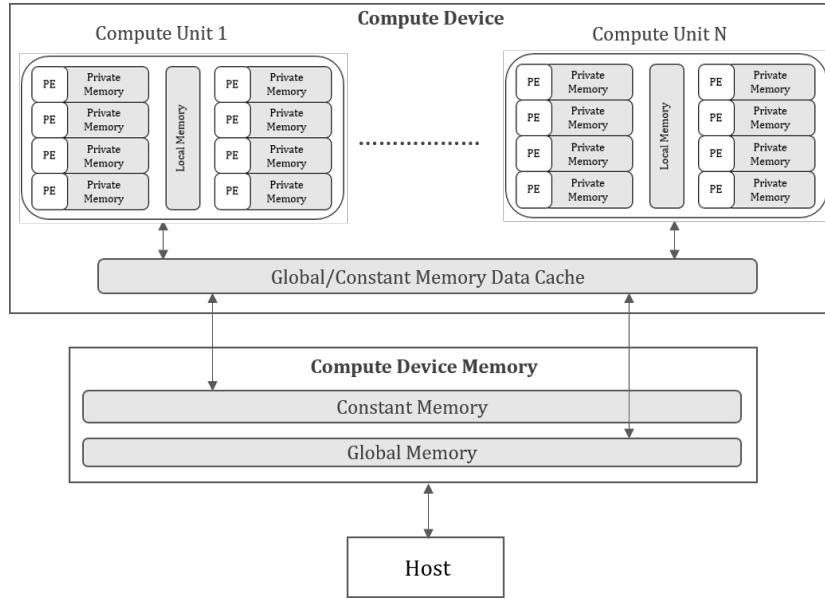 Compute Device
Compute Unit 1
Compute Unit N
PE
Private
Memory
PE
Private
Memory
PE
Private
Memory
PE
Private
Memory
Local Memory
PE
Private
Memory
PE
Private
Memory
PE
Private
Memory
PE
Private
Memory
..................
PE
Private
Memory
PE
Private
Memory
PE
Private
Memory
PE
Private
Memory
Local Memory
PE
Private
Memory
PE
Private
Memory
PE
Private
Memory
PE
Private
Memory
Global/Constant Memory Data Cache
Compute Device Memory
Constant Memory
Global Memory
Host